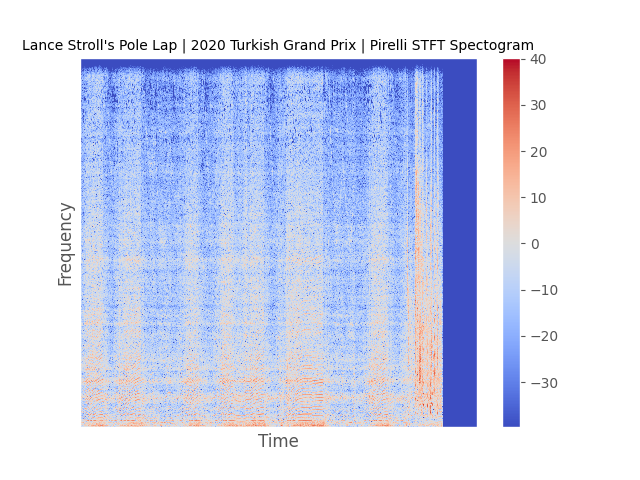 Lance Stroll's Pole Lap | 2020 Turkish Grand Prix | Pirelli STFT Spectogram
Frequency
Time
40
30
20
10
0
−10
−20
−30